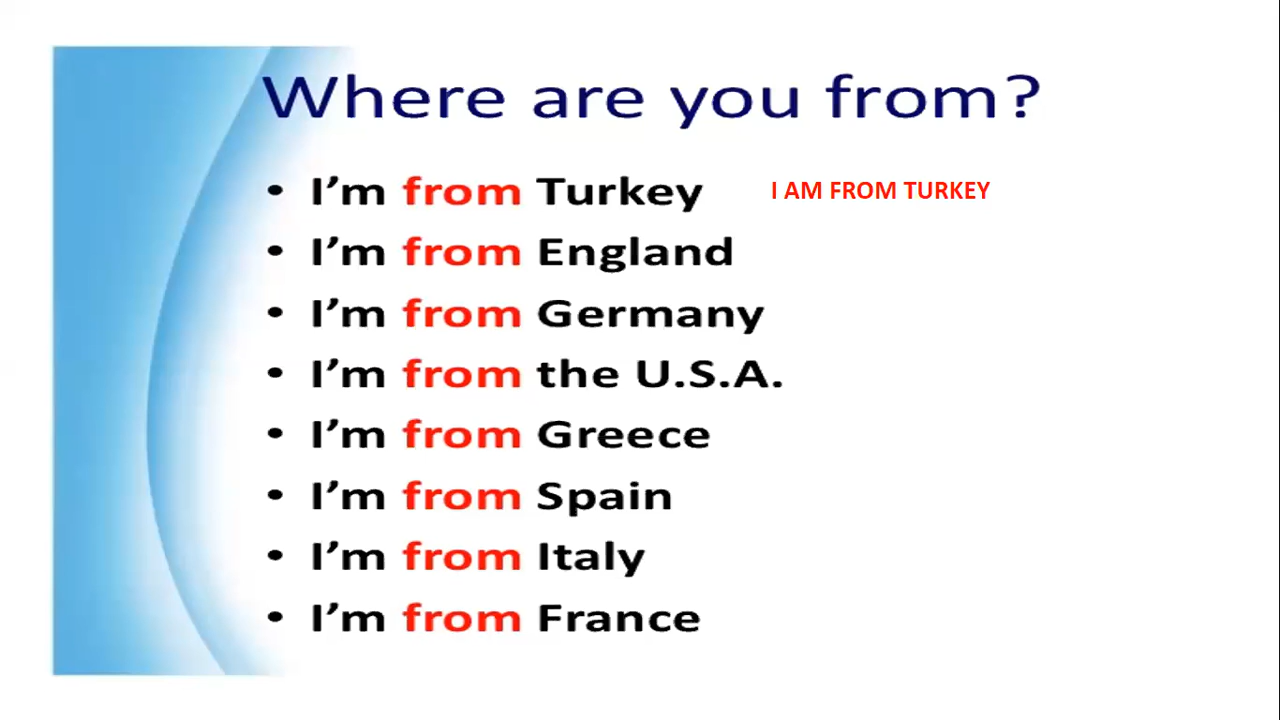 Where are you from?
• I’m from Turkey I AM FROM TURKEY
• I’m from England
• I’m from Germany
• I’m from the U.S.A.
• I’m from Greece
• I’m from Spain
• I’m from Italy
• I’m from France